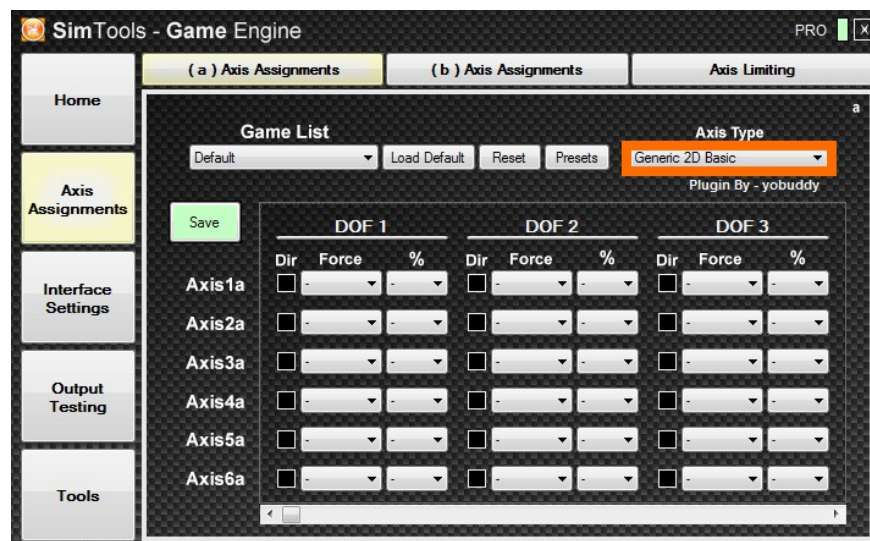 SimTools - Game Engine PRO X
( a ) Axis Assignments ( b ) Axis Assignments Axis Limiting
Home
a
Game List Axis Type
Default Load Default Reset Presets Generic 2D Basic
Plugin By - yobuddy
Axis Assignments
Save DOF 1 DOF 2 DOF 3
Dir Force % Dir Force % Dir Force %
Interface Settings
Axis1a - - - - - -
Axis2a - - - - - -
Axis3a - - - - - -
Output Testing
Axis4a - - - - - -
Axis5a - - - - - -
Axis6a - - - - - -
Tools